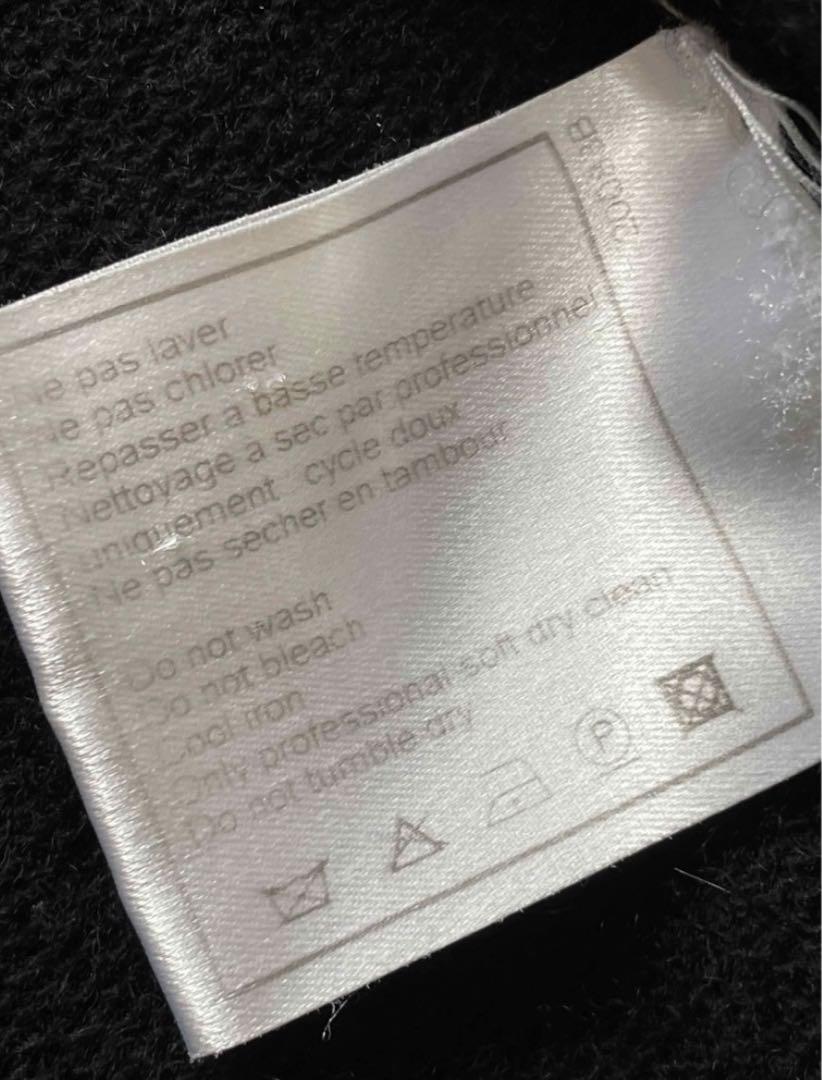 Ne pas laver
Ne pas chlorer
Repasser a basse temperature
Nettoyage a sec par professionnel
uniquement cycle doux
Ne pas secher en tambour
Do not wash
Do not bleach
Cool iron
Only professional soft dry clean
Do not tumble dry
P